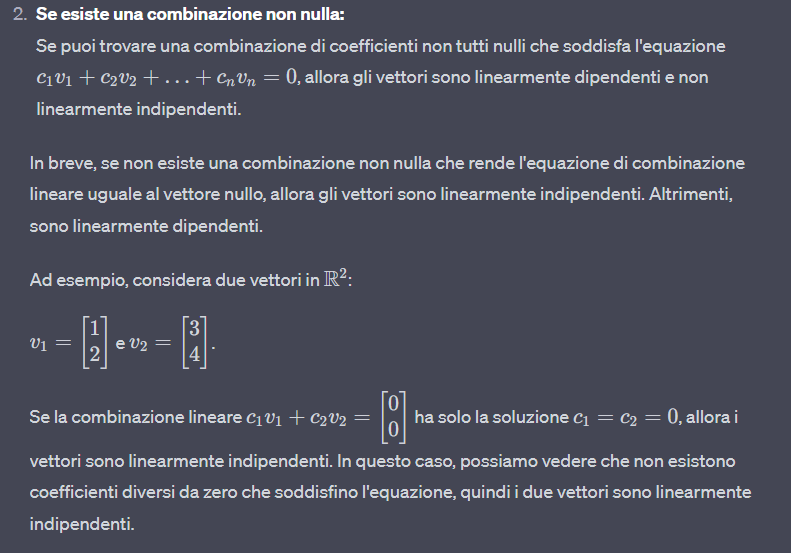 2. Se esiste una combinazione non nulla:
Se puoi trovare una combinazione di coefficienti non tutti nulli che soddisfa l'equazione
c₁v₁ + c₂v₂ + … + cₙvₙ = 0, allora gli vettori sono linearmente dipendenti e non
linearmente indipendenti.
In breve, se non esiste una combinazione non nulla che rende l'equazione di combinazione
lineare uguale al vettore nullo, allora gli vettori sono linearmente indipendenti. Altrimenti,
sono linearmente dipendenti.
Ad esempio, considera due vettori in ℝ²:
v₁ = [1 2] e v₂ = [3 4].
Se la combinazione lineare c₁v₁ + c₂v₂ = [0 0] ha solo la soluzione c₁ = c₂ = 0, allora i
vettori sono linearmente indipendenti. In questo caso, possiamo vedere che non esistono
coefficienti diversi da zero che soddisfino l'equazione, quindi i due vettori sono linearmente
indipendenti.